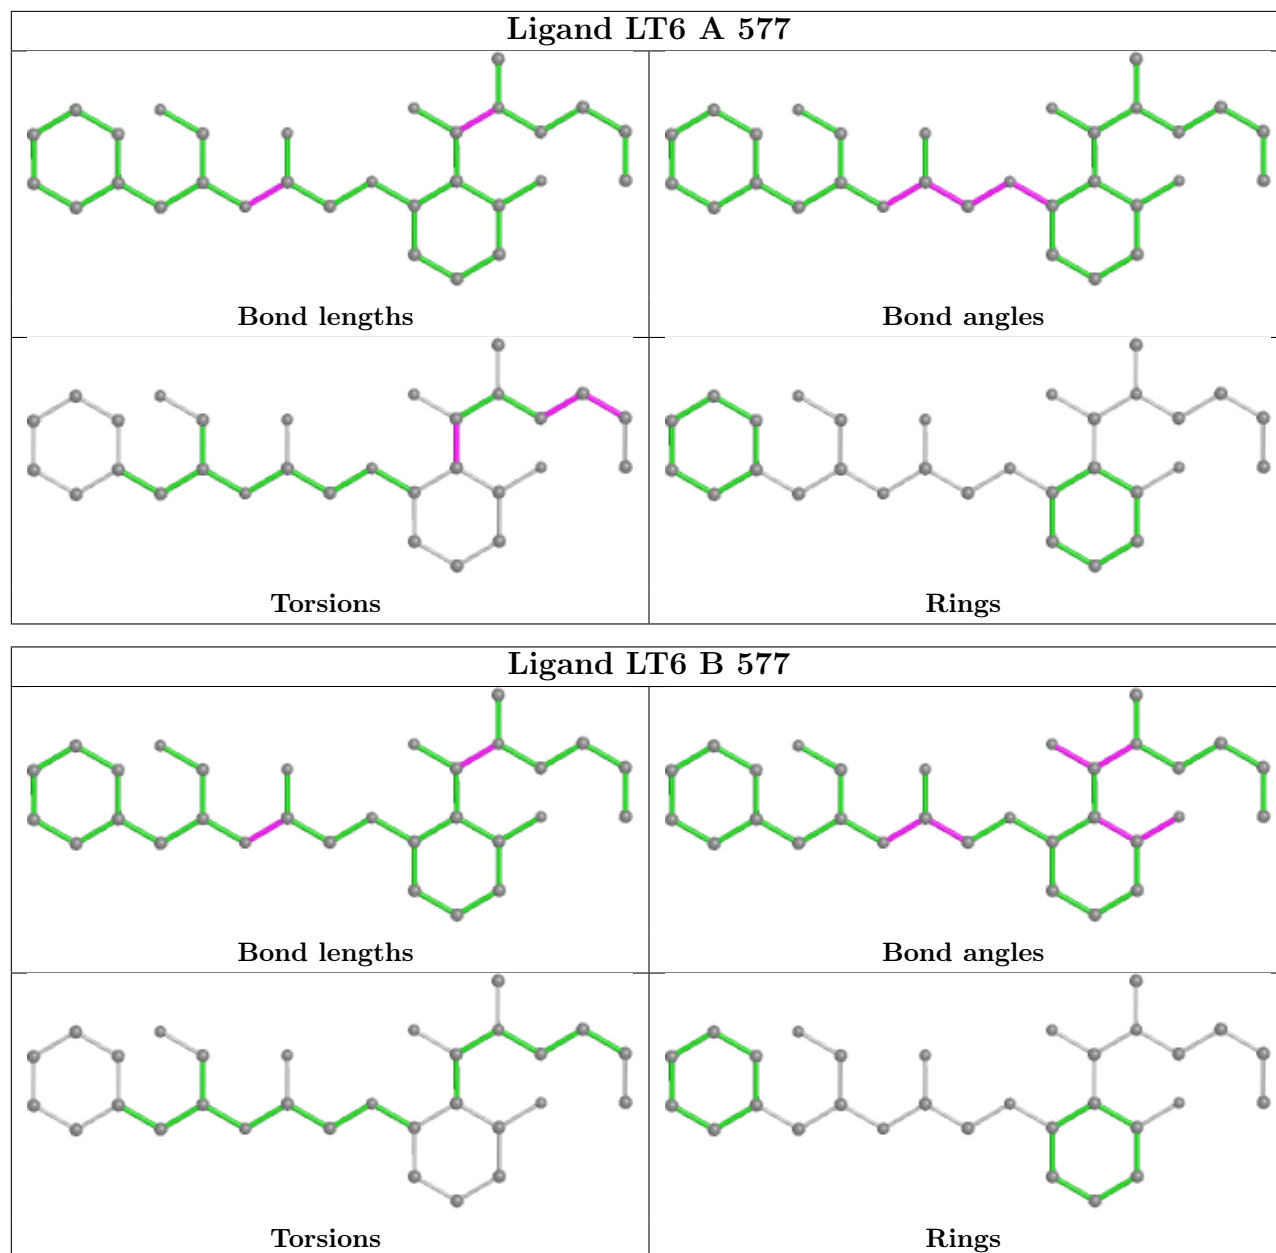 Ligand LT6 A 577
Bond lengths
Bond angles
Torsions
Rings
Ligand LT6 B 577
Bond lengths
Bond angles
Torsions
Rings